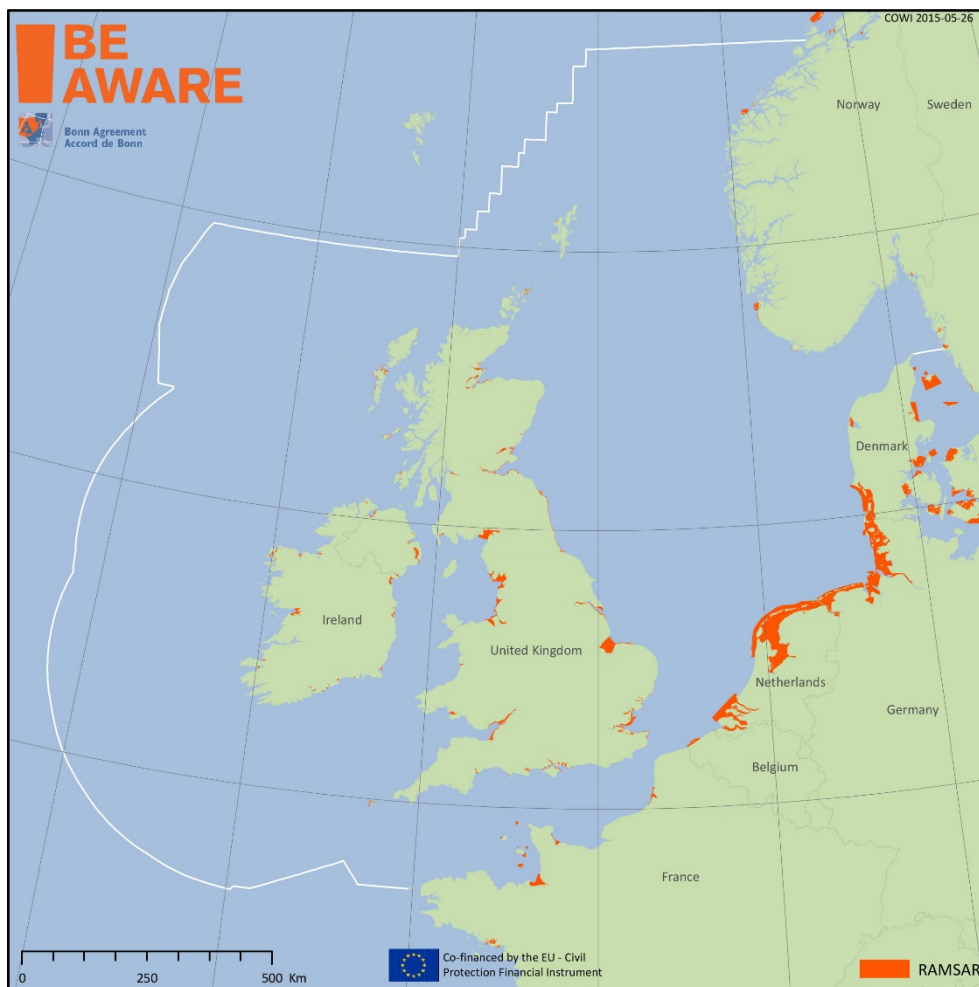 COWI 2015-05-26
BE
AWARE
Bonn Agreement
Accord de Bonn
Norway
Sweden
Denmark
Ireland
United Kingdom
Netherlands
Germany
Belgium
France
0 250 500 Km
Co-financed by the EU - Civil
Protection Financial Instrument
RAMSAR